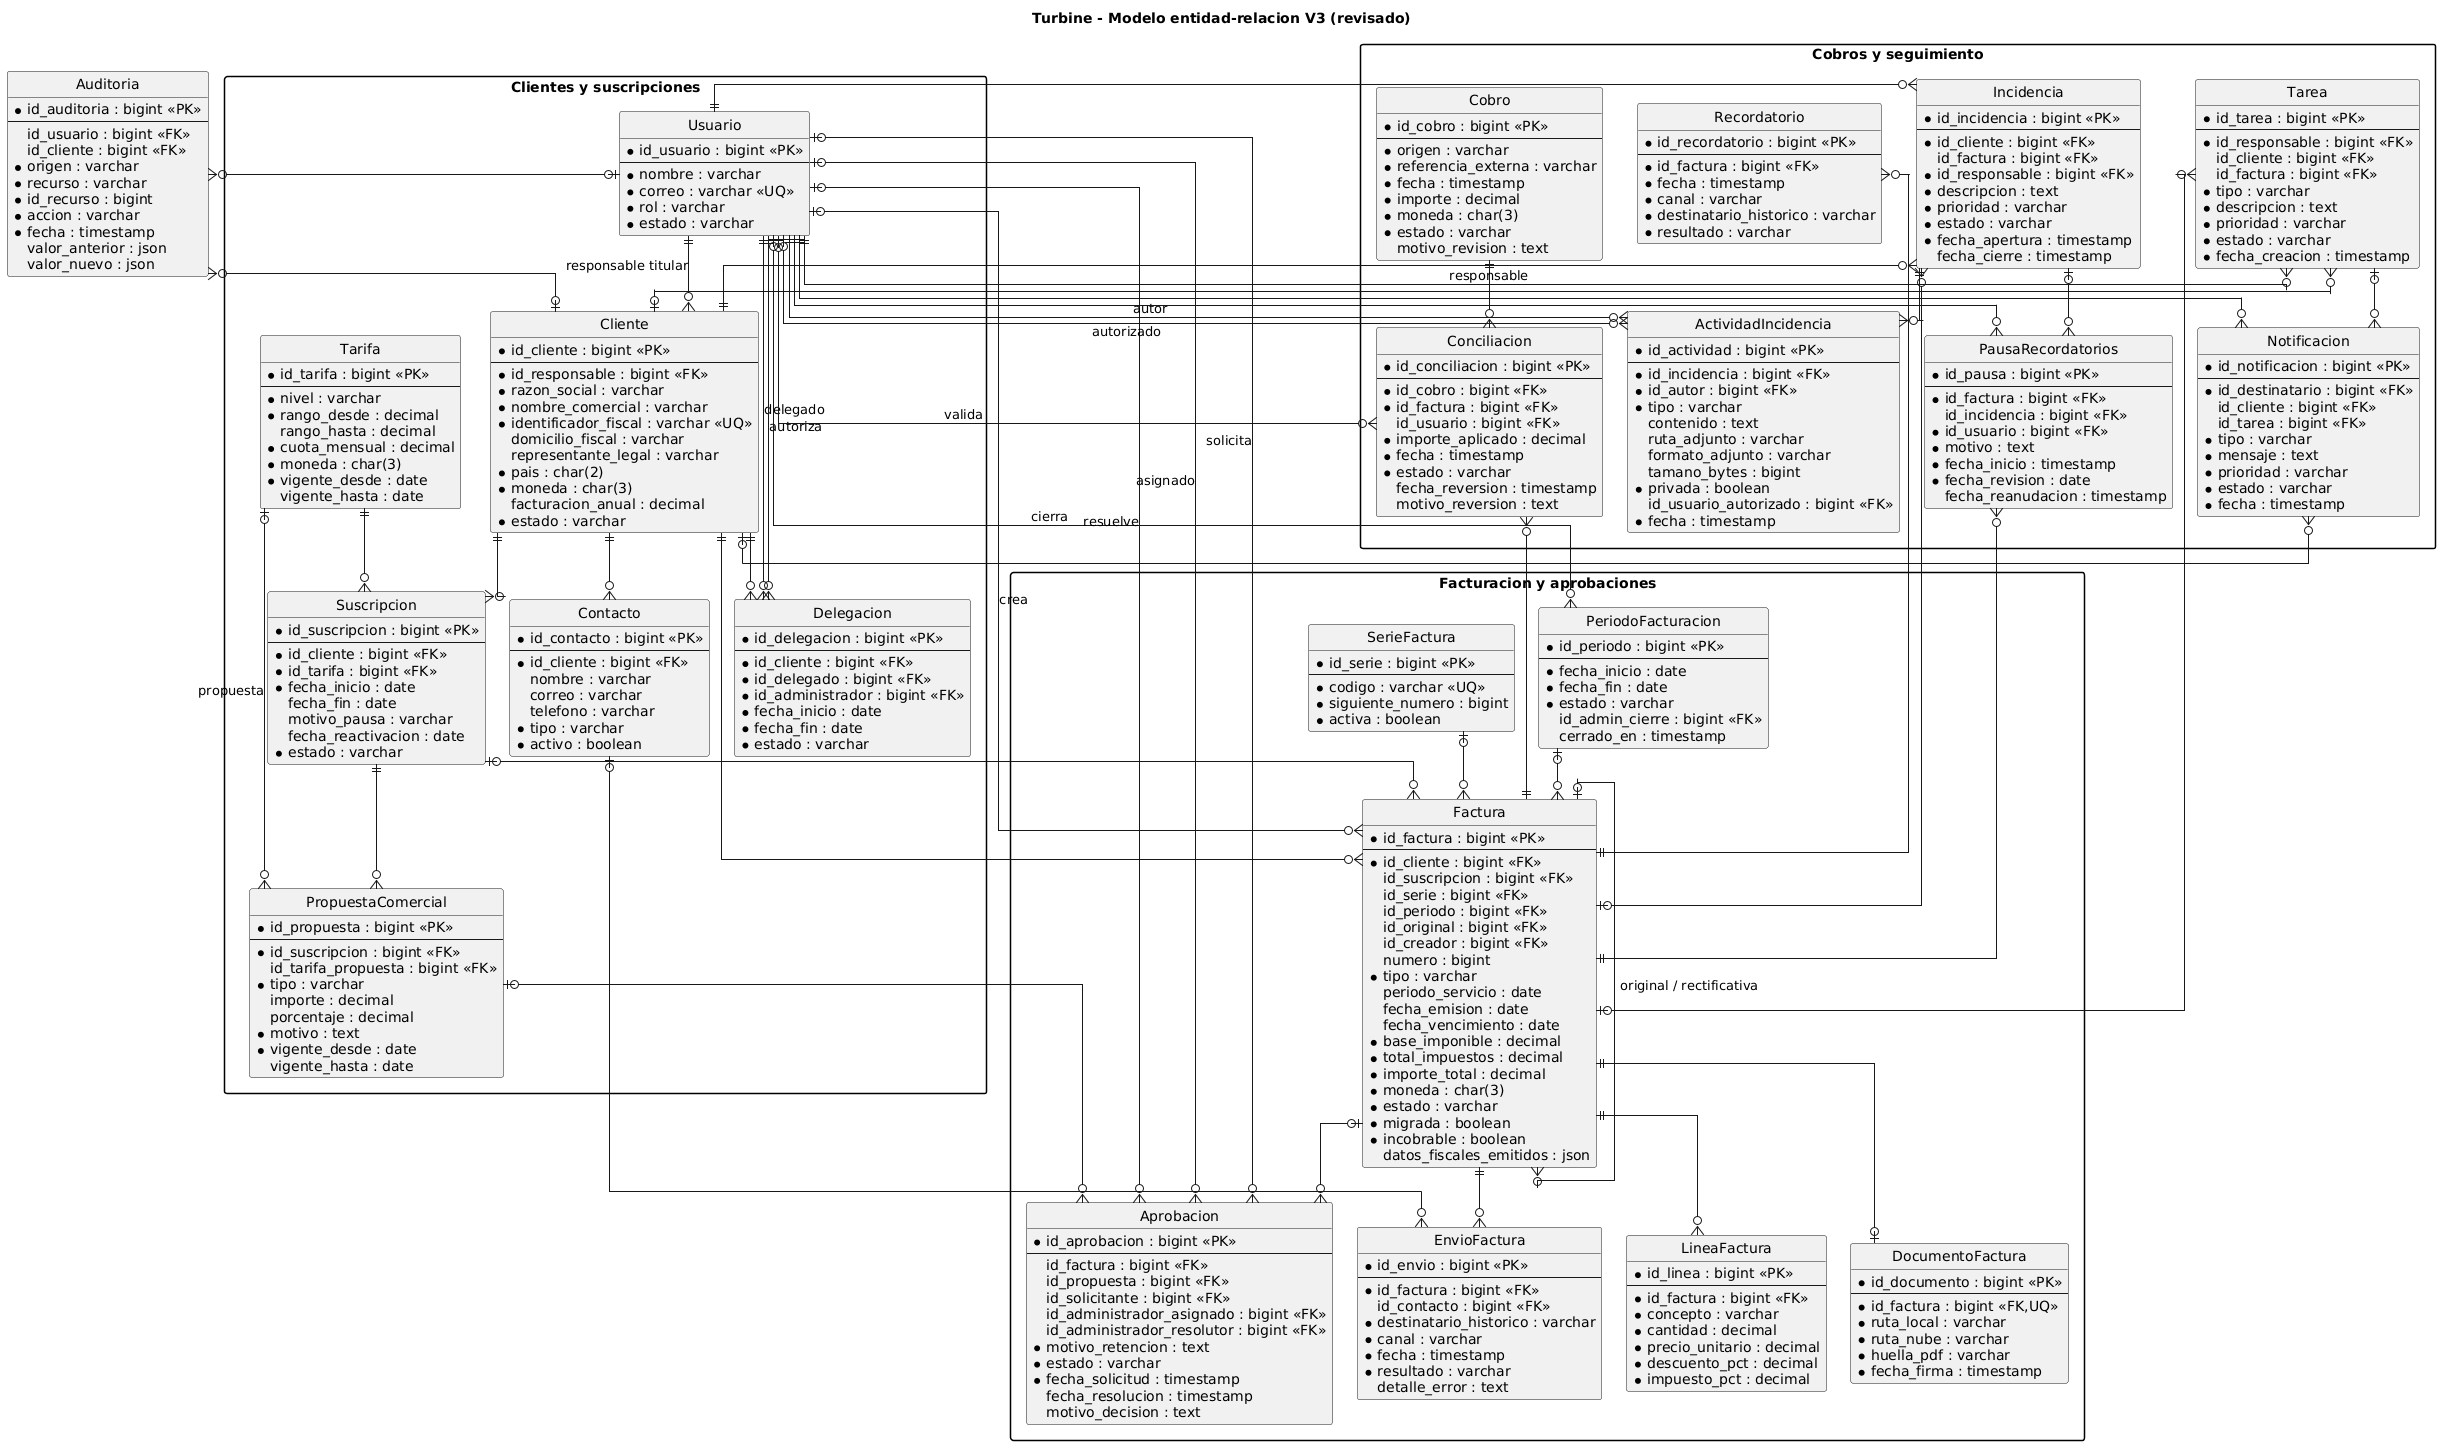 Turbine - Modelo entidad-relacion V3 (revisado)
Auditoria
id_auditoria : bigint «PK»
id_usuario : bigint «FK»
id_cliente : bigint «FK»
origen : varchar
recurso : varchar
id_recurso : bigint
accion : varchar
fecha : timestamp
valor_anterior : json
valor_nuevo : json
Clientes y suscripciones
Usuario
id_usuario : bigint «PK»
nombre : varchar
correo : varchar «UQ»
rol : varchar
estado : varchar
responsable titular
Tarifa
id_tarifa : bigint «PK»
nivel : varchar
rango_desde : decimal
rango_hasta : decimal
cuota_mensual : decimal
moneda : char(3)
vigente_desde : date
vigente_hasta : date
Cliente
id_cliente : bigint «PK»
id_responsable : bigint «FK»
razon_social : varchar
nombre_comercial : varchar
identificador_fiscal : varchar «UQ»
domicilio_fiscal : varchar
representante_legal : varchar
pais : char(2)
moneda : char(3)
facturacion_anual : decimal
estado : varchar
delegado
autoriza
Suscripcion
id_suscripcion : bigint «PK»
id_cliente : bigint «FK»
id_tarifa : bigint «FK»
fecha_inicio : date
fecha_fin : date
motivo_pausa : varchar
fecha_reactivacion : date
estado : varchar
propuesta
Contacto
id_contacto : bigint «PK»
id_cliente : bigint «FK»
nombre : varchar
correo : varchar
telefono : varchar
tipo : varchar
activo : boolean
Delegacion
id_delegacion : bigint «PK»
id_cliente : bigint «FK»
id_delegado : bigint «FK»
id_administrador : bigint «FK»
fecha_inicio : date
fecha_fin : date
estado : varchar
PropuestaComercial
id_propuesta : bigint «PK»
id_suscripcion : bigint «FK»
id_tarifa_propuesta : bigint «FK»
tipo : varchar
importe : decimal
porcentaje : decimal
motivo : text
vigente_desde : date
vigente_hasta : date
Cobros y seguimiento
Cobro
id_cobro : bigint «PK»
origen : varchar
referencia_externa : varchar
fecha : timestamp
importe : decimal
moneda : char(3)
estado : varchar
motivo_revision : text
Recordatorio
id_recordatorio : bigint «PK»
id_factura : bigint «FK»
fecha : timestamp
canal : varchar
destinatario_historico : varchar
resultado : varchar
Incidencia
id_incidencia : bigint «PK»
id_cliente : bigint «FK»
id_factura : bigint «FK»
id_responsable : bigint «FK»
descripcion : text
prioridad : varchar
estado : varchar
fecha_apertura : timestamp
fecha_cierre : timestamp
Tarea
id_tarea : bigint «PK»
id_responsable : bigint «FK»
id_cliente : bigint «FK»
id_factura : bigint «FK»
tipo : varchar
descripcion : text
prioridad : varchar
estado : varchar
fecha_creacion : timestamp
responsable
autor
autorizado
valida
solicita
asignado
cierra
resuelve
crea
Conciliacion
id_conciliacion : bigint «PK»
id_cobro : bigint «FK»
id_factura : bigint «FK»
id_usuario : bigint «FK»
importe_aplicado : decimal
fecha : timestamp
estado : varchar
fecha_reversion : timestamp
motivo_reversion : text
ActividadIncidencia
id_actividad : bigint «PK»
id_incidencia : bigint «FK»
id_autor : bigint «FK»
tipo : varchar
contenido : text
ruta_adjunto : varchar
formato_adjunto : varchar
tamano_bytes : bigint
privada : boolean
id_usuario_autorizado : bigint «FK»
fecha : timestamp
PausaRecordatorios
id_pausa : bigint «PK»
id_factura : bigint «FK»
id_incidencia : bigint «FK»
id_usuario : bigint «FK»
motivo : text
fecha_inicio : timestamp
fecha_revision : date
fecha_reanudacion : timestamp
Notificacion
id_notificacion : bigint «PK»
id_destinatario : bigint «FK»
id_cliente : bigint «FK»
id_tarea : bigint «FK»
tipo : varchar
mensaje : text
prioridad : varchar
estado : varchar
fecha : timestamp
Facturacion y aprobaciones
SerieFactura
id_serie : bigint «PK»
codigo : varchar «UQ»
siguiente_numero : bigint
activa : boolean
PeriodoFacturacion
id_periodo : bigint «PK»
fecha_inicio : date
fecha_fin : date
estado : varchar
id_admin_cierre : bigint «FK»
cerrado_en : timestamp
Factura
id_factura : bigint «PK»
id_cliente : bigint «FK»
id_suscripcion : bigint «FK»
id_serie : bigint «FK»
id_periodo : bigint «FK»
id_original : bigint «FK»
id_creador : bigint «FK»
numero : bigint
tipo : varchar
periodo_servicio : date
fecha_emision : date
fecha_vencimiento : date
base_imponible : decimal
total_impuestos : decimal
importe_total : decimal
moneda : char(3)
estado : varchar
migrada : boolean
incobrable : boolean
datos_fiscales_emitidos : json
original / rectificativa
Aprobacion
id_aprobacion : bigint «PK»
id_factura : bigint «FK»
id_propuesta : bigint «FK»
id_solicitante : bigint «FK»
id_administrador_asignado : bigint «FK»
id_administrador_resolutor : bigint «FK»
motivo_retencion : text
estado : varchar
fecha_solicitud : timestamp
fecha_resolucion : timestamp
motivo_decision : text
EnvioFactura
id_envio : bigint «PK»
id_factura : bigint «FK»
id_contacto : bigint «FK»
destinatario_historico : varchar
canal : varchar
fecha : timestamp
resultado : varchar
detalle_error : text
LineaFactura
id_linea : bigint «PK»
id_factura : bigint «FK»
concepto : varchar
cantidad : decimal
precio_unitario : decimal
descuento_pct : decimal
impuesto_pct : decimal
DocumentoFactura
id_documento : bigint «PK»
id_factura : bigint «FK,UQ»
ruta_local : varchar
ruta_nube : varchar
huella_pdf : varchar
fecha_firma : timestamp